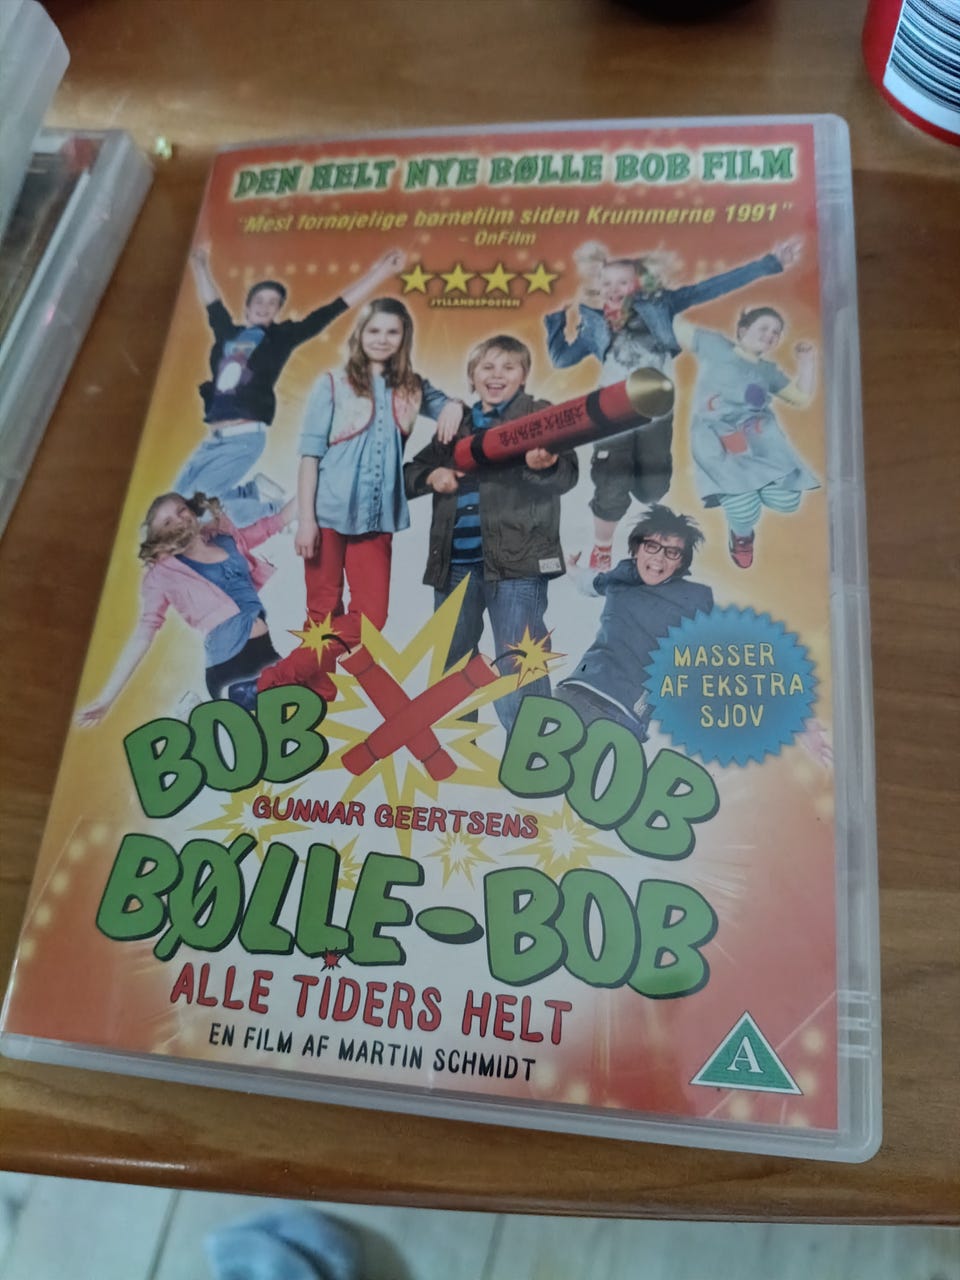 DEN HELT NYE BØLLE BOB FILM
"Mest fornøjelige børnefilm siden Krummerne 1991"
- OnFilm
JYLLANDSPOSTEN
MASSER
AF EKSTRA
SJOV
BOB BOB
GUNNAR GEERTSENS
BØLLE-BOB
ALLE TIDERS HELT
EN FILM AF MARTIN SCHMIDT
A